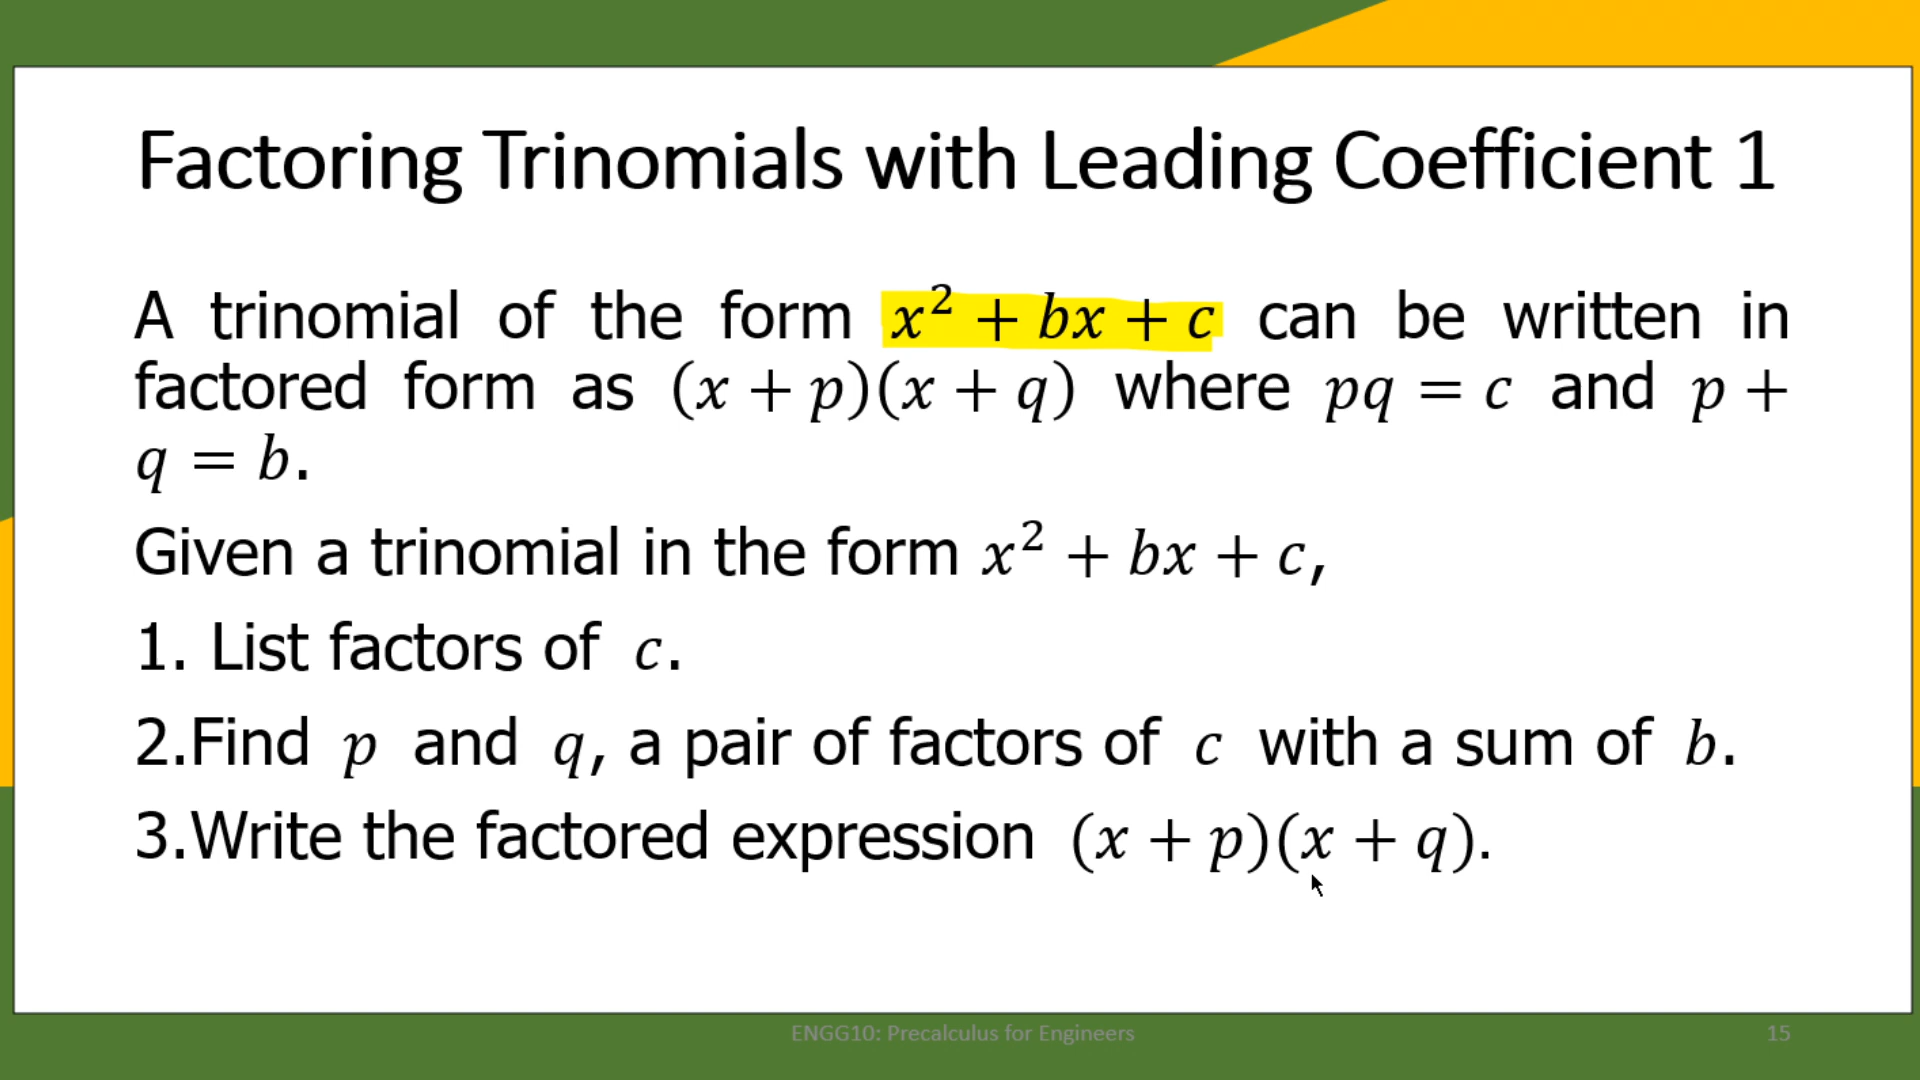 Factoring Trinomials with Leading Coefficient 1
A trinomial of the form x² + bx + c can be written in
factored form as (x + p)(x + q) where pq = c and p +
q = b.
Given a trinomial in the form x² + bx + c,
1. List factors of c.
2.Find p and q, a pair of factors of c with a sum of b.
3.Write the factored expression (x + p)(x + q).
ENGG10: Precalculus for Engineers
15